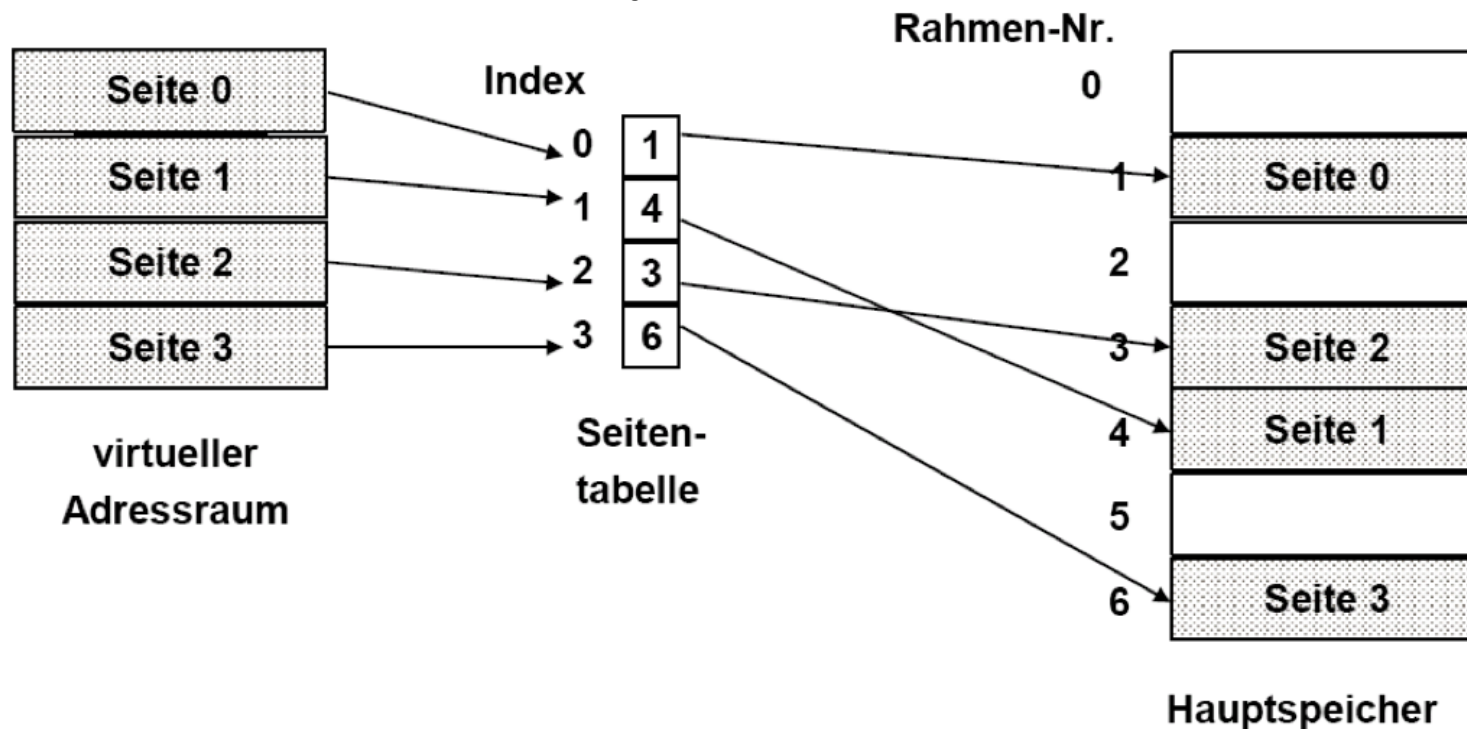 Seite 0
Seite 1
Seite 2
Seite 3
virtueller
Adressraum
Index
0 1
1 4
2 3
3 6
Seiten-
tabelle
Rahmen-Nr.
0
1 Seite 0
2
3 Seite 2
4 Seite 1
5
6 Seite 3
Hauptspeicher